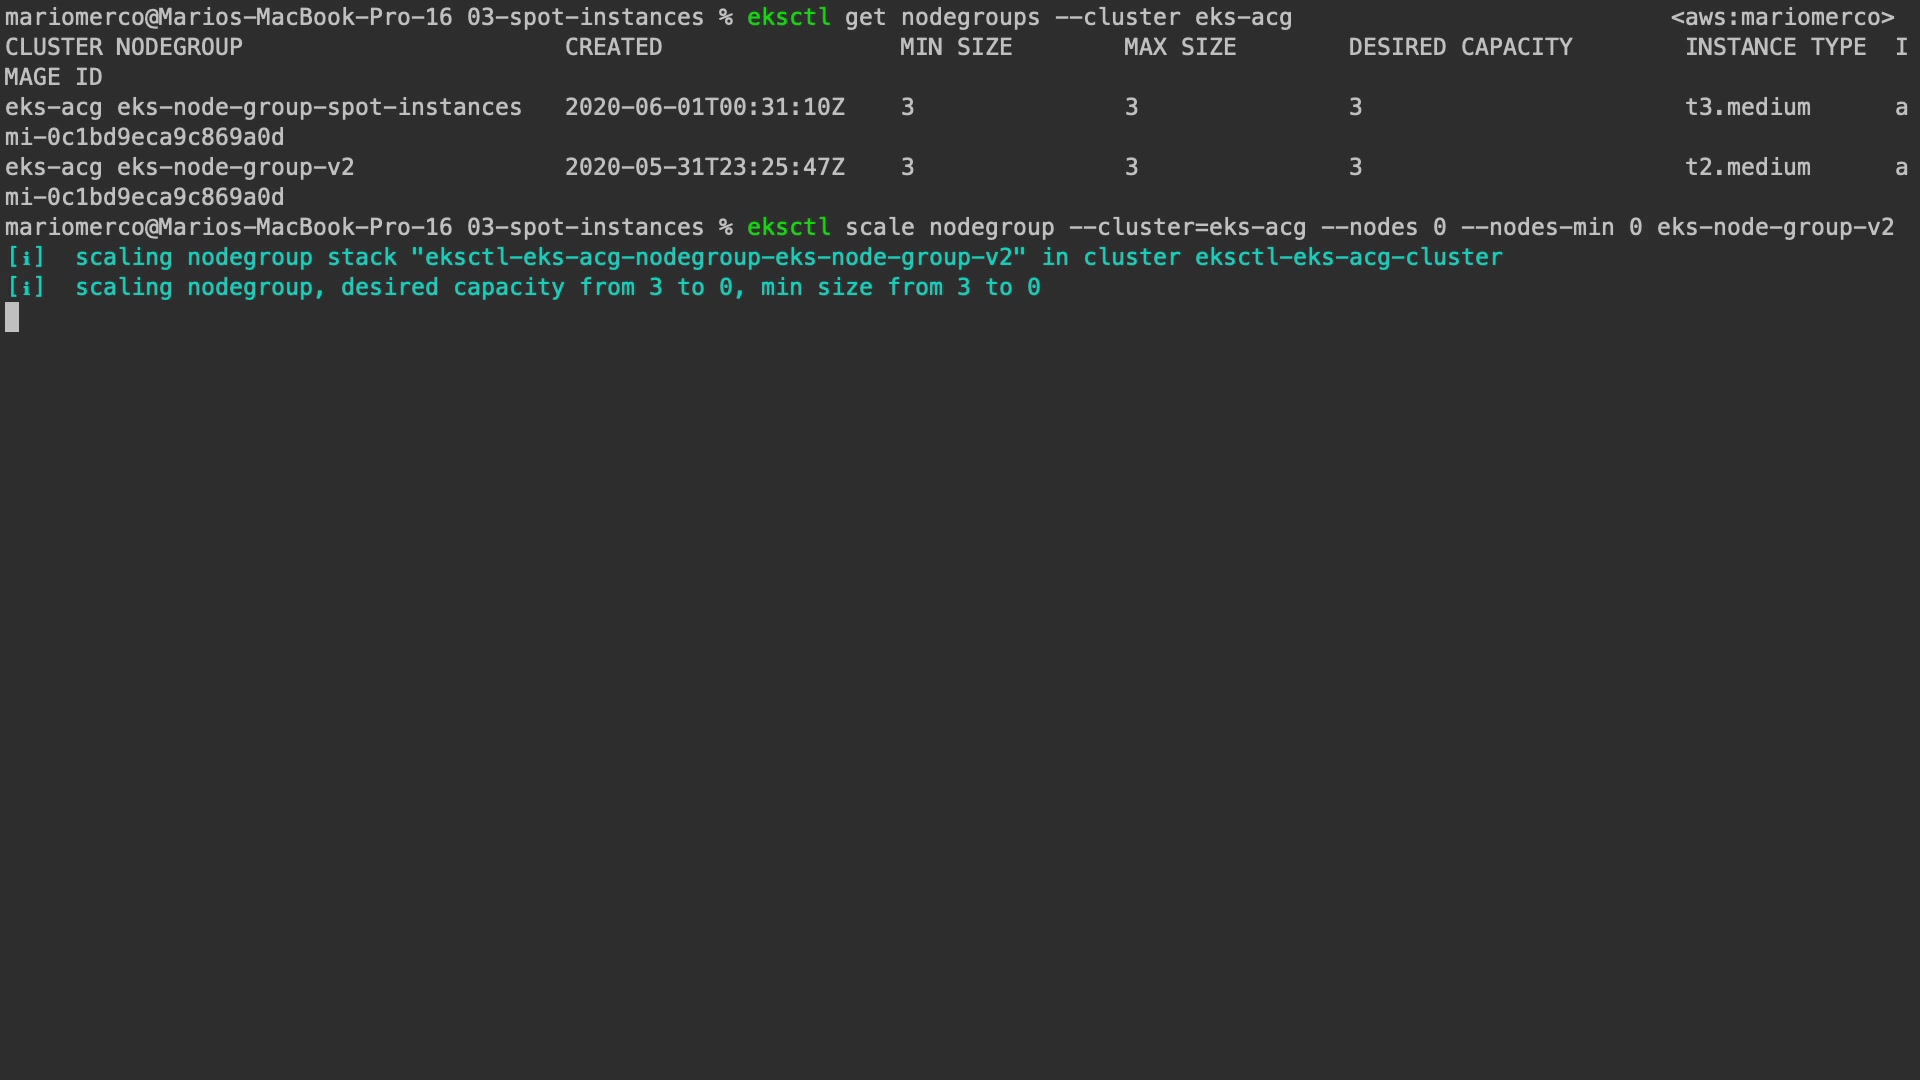 mariomerco@Marios-MacBook-Pro-16 03-spot-instances % eksctl get nodegroups --cluster eks-acg <aws:mariomerco>
CLUSTER NODEGROUP CREATED MIN SIZE MAX SIZE DESIRED CAPACITY INSTANCE TYPE I
MAGE ID
eks-acg eks-node-group-spot-instances 2020-06-01T00:31:10Z 3 3 3 t3.medium a
mi-0c1bd9eca9c869a0d
eks-acg eks-node-group-v2 2020-05-31T23:25:47Z 3 3 3 t2.medium a
mi-0c1bd9eca9c869a0d
mariomerco@Marios-MacBook-Pro-16 03-spot-instances % eksctl scale nodegroup --cluster=eks-acg --nodes 0 --nodes-min 0 eks-node-group-v2
[ℹ]  scaling nodegroup stack "eksctl-eks-acg-nodegroup-eks-node-group-v2" in cluster eksctl-eks-acg-cluster
[ℹ]  scaling nodegroup, desired capacity from 3 to 0, min size from 3 to 0